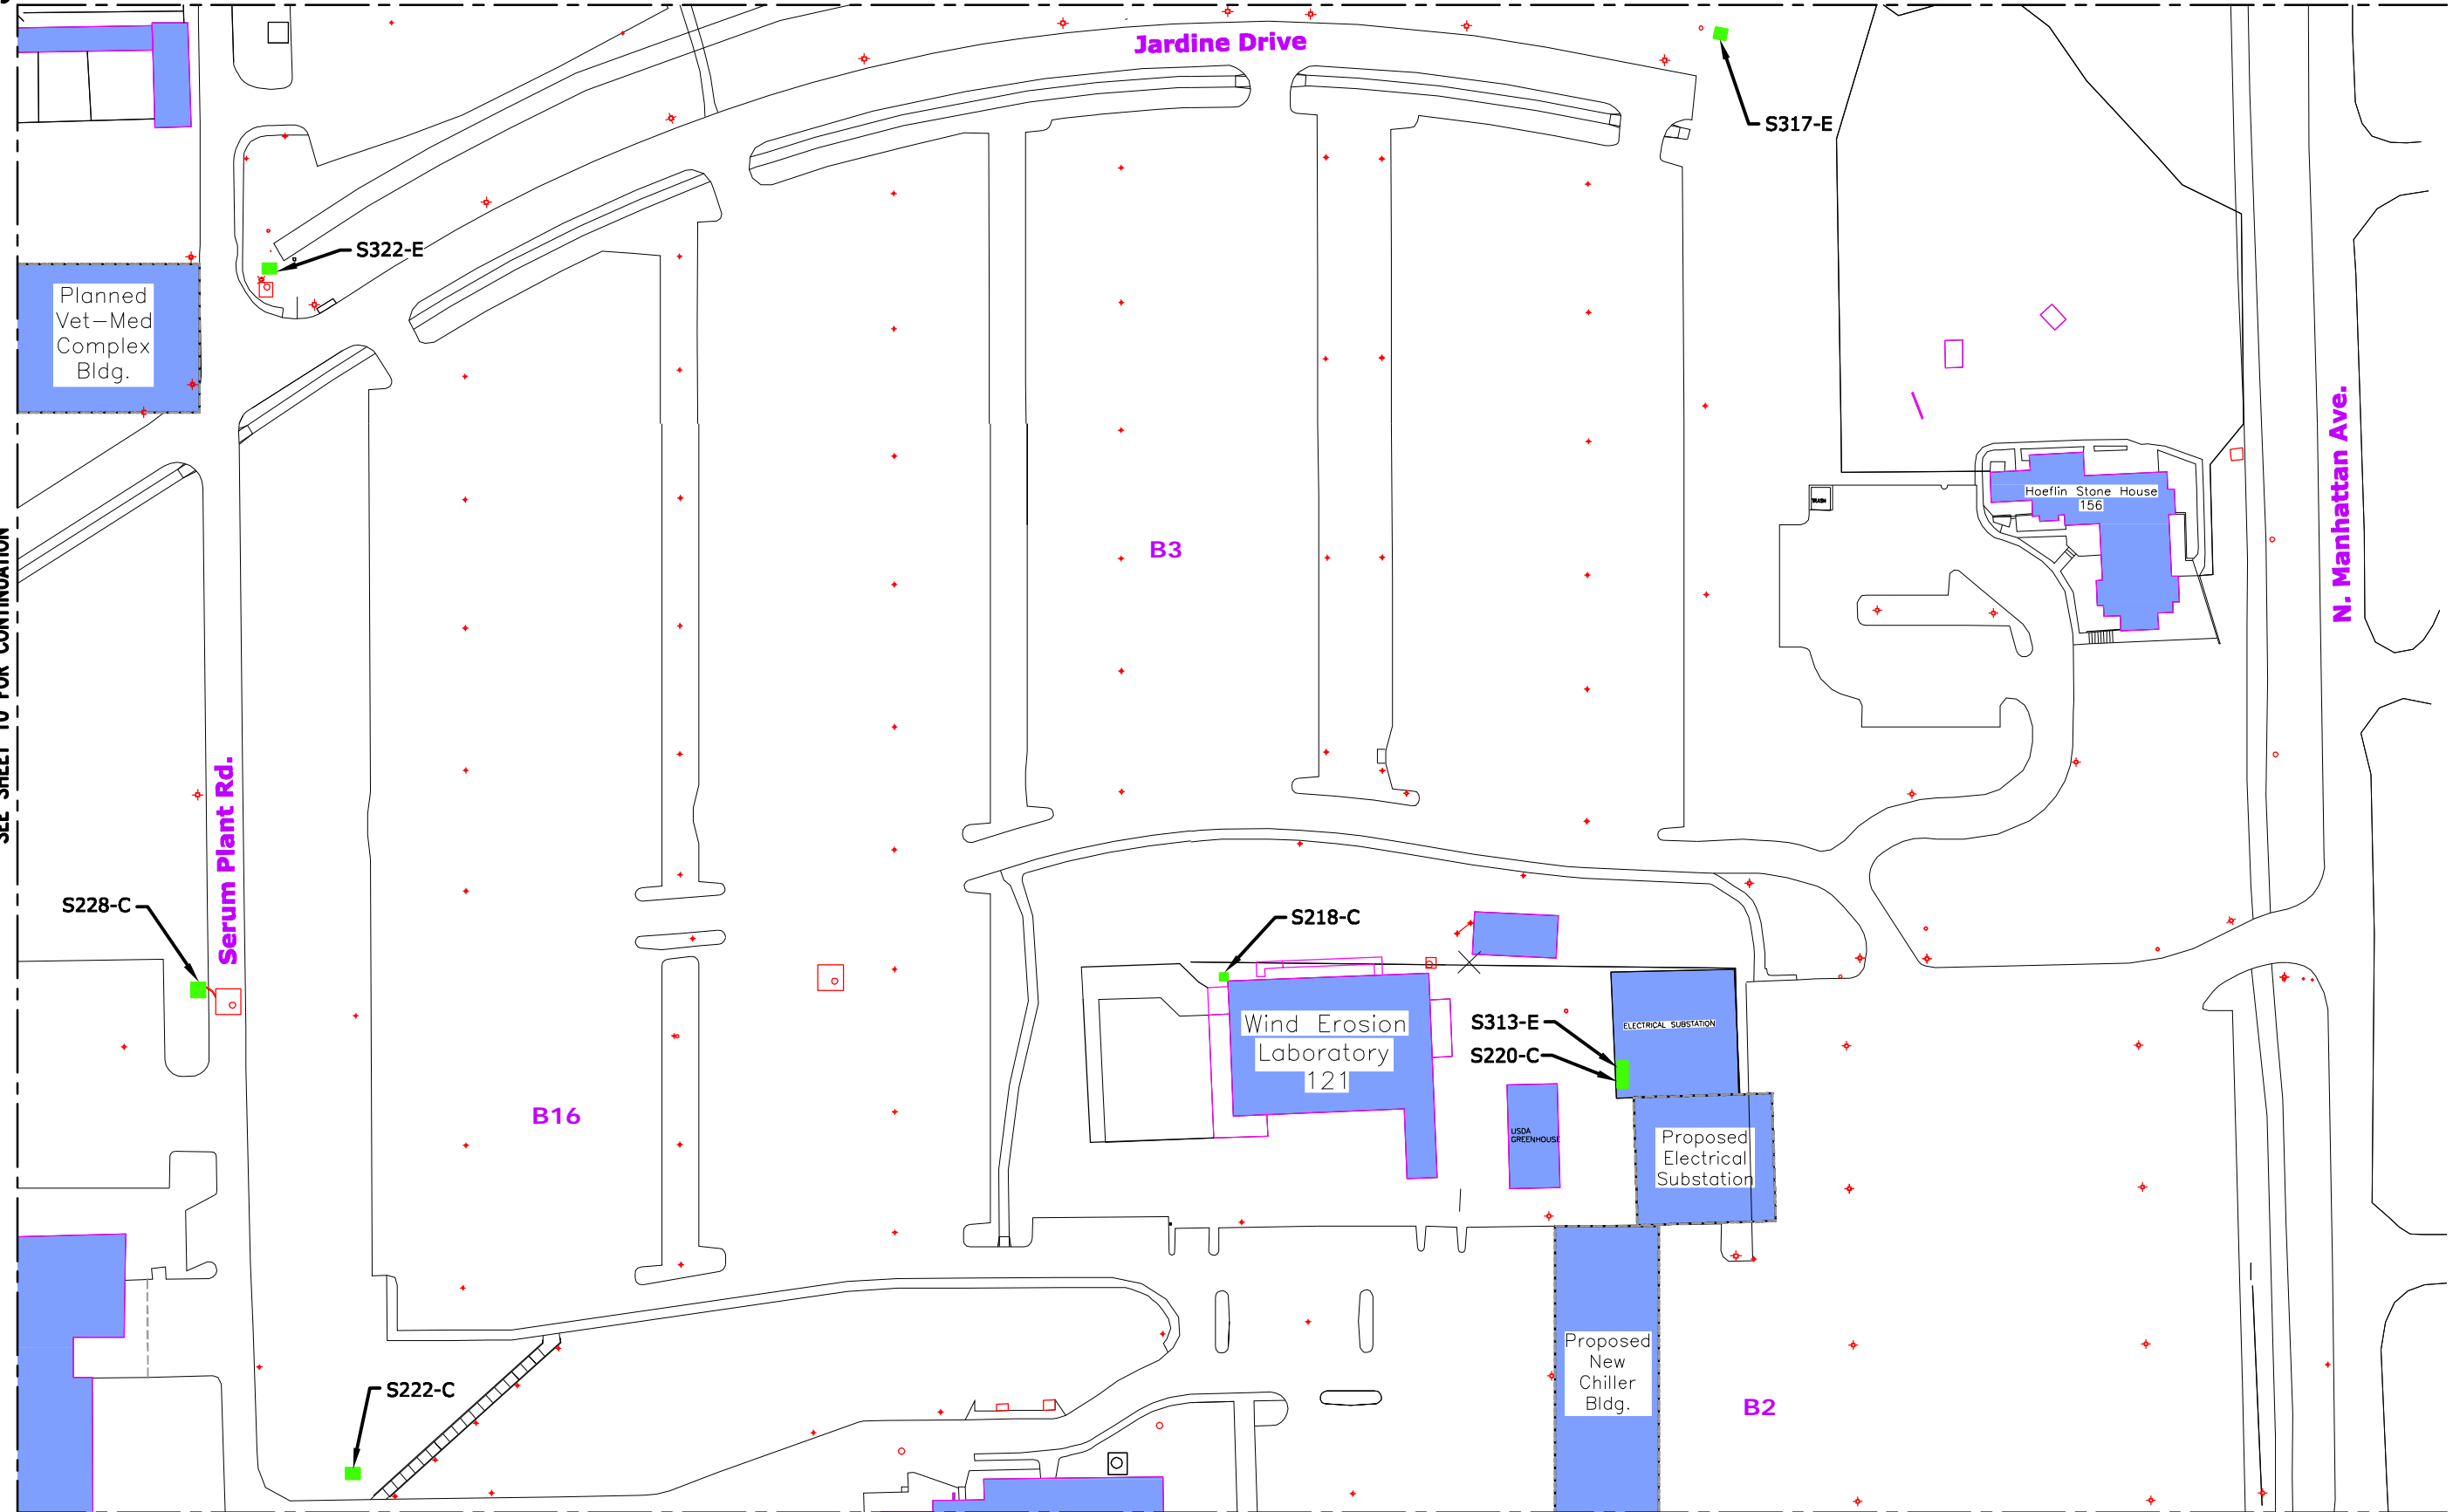 Jardine Drive
S317-E
S322-E
Planned
Vet-Med
Complex
Bldg.
N. Manhattan Ave.
TRASH
Hoeflin Stone House
156
B3
SEE SHEET 10 FOR CONTINUATION
Serum Plant Rd.
S228-C
S218-C
Wind Erosion
Laboratory
121
S313-E
S220-C
ELECTRICAL SUBSTATION
B16
USDA
GREENHOUSE
Proposed
Electrical
Substation
Proposed
New
Chiller
Bldg.
S222-C
B2